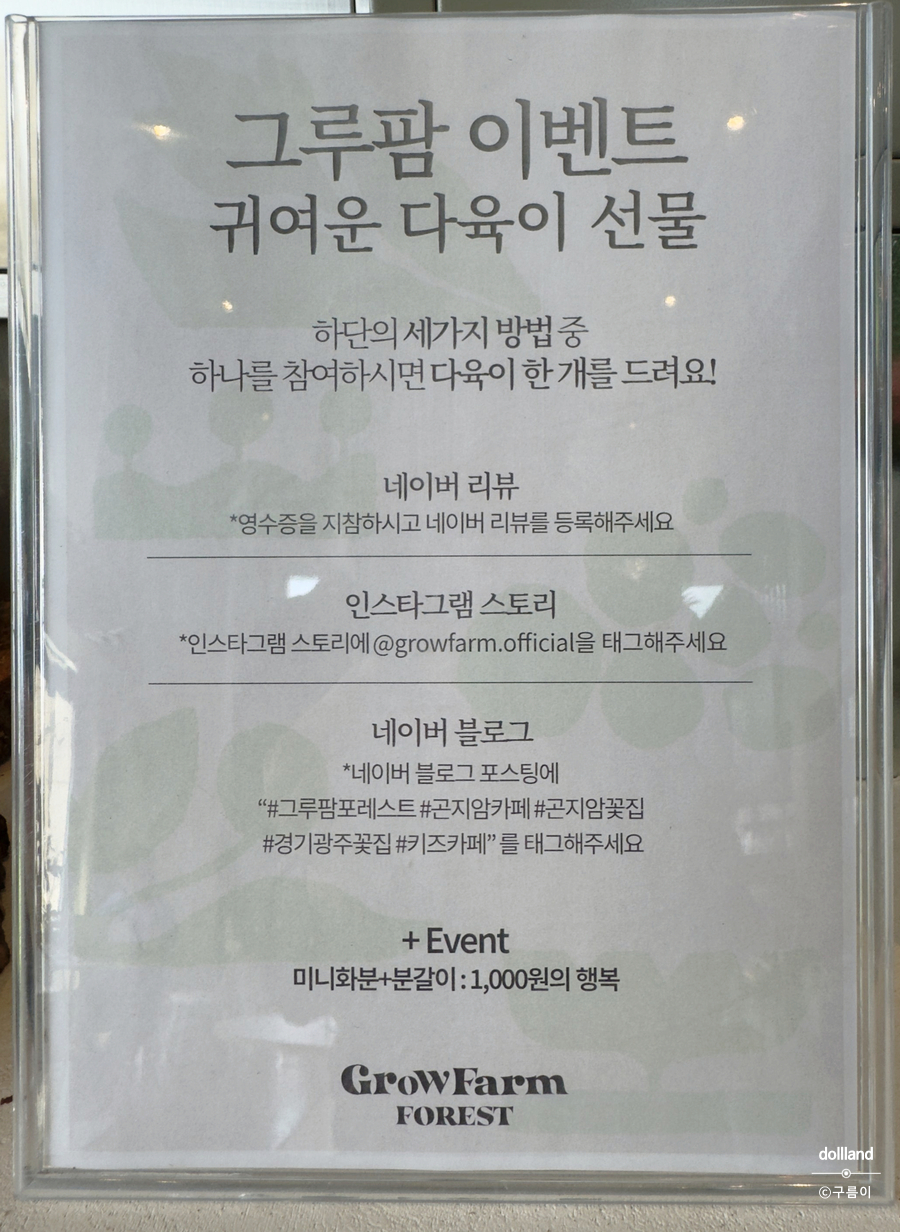 그루팜 이벤트
귀여운 다육이 선물
하단의 세가지 방법 중
하나를 참여하시면 다육이 한 개를 드려요!
네이버 리뷰
*영수증을 지참하시고 네이버 리뷰를 등록해주세요
인스타그램 스토리
*인스타그램 스토리에 @growfarm.official을 태그해주세요
네이버 블로그
*네이버 블로그 포스팅에
“#그루팜포레스트 #곤지암카페 #곤지암꽃집
#경기광주꽃집 #키즈카페” 를 태그해주세요
+ Event
미니화분+분갈이 : 1,000원의 행복
GroWFarm
FOREST
dollland
©구름이